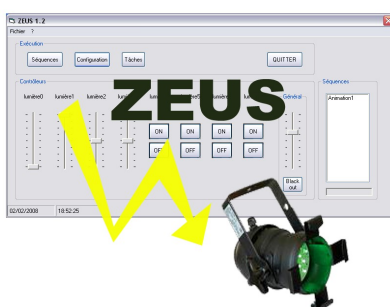 ZEUS 1.2
Fichier ?
Exécution
Séquences Configuration Tâches QUITTER
Contrôleurs Séquences
lumière0 lumière1 lumière2 Général
Animation1
ZEUS
ON ON ON ON
OFF OFF OFF OFF
Black out
02/02/2008 18:52:25